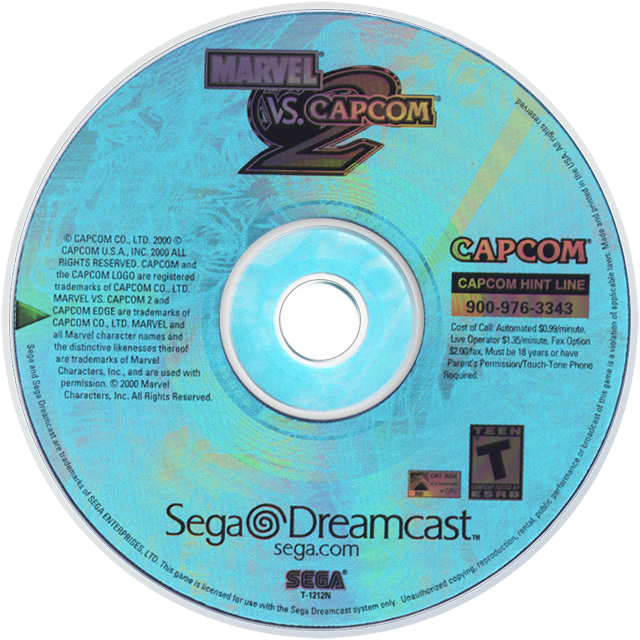 MARVEL®
VS. CAPCOM®
2
© CAPCOM CO., LTD. 2000 ©
CAPCOM U.S.A., INC. 2000 ALL
RIGHTS RESERVED. CAPCOM and
the CAPCOM LOGO are registered
trademarks of CAPCOM CO., LTD.
MARVEL VS. CAPCOM 2 and
CAPCOM EDGE are trademarks of
CAPCOM CO., LTD. MARVEL and
all Marvel character names and
the distinctive likenesses thereof
are trademarks of Marvel
Characters, Inc., and are used with
permission. © 2000 Marvel
Characters, Inc. All Rights Reserved.
CAPCOM®
CAPCOM HINT LINE
900-976-3343
Cost of Call: Automated $0.99/minute,
Live Operator $1.35/minute, Fax Option
$2.00/fax, Must be 18 years or have
Parent's Permission/Touch-Tone Phone
Required.
TEEN
T
CONTENT RATED BY
ESRB
CRI ADX
is a trademark
of CRI
Sega Dreamcast™
sega.com
SEGA®
T-1212N
Sega and Sega Dreamcast are trademarks of SEGA ENTERPRISES, LTD. This game is licensed for use with the Sega Dreamcast system only. Unauthorized copying, reproduction, rental, public performance or broadcast of this game is a violation of applicable laws. Made and printed in the USA. All rights reserved.